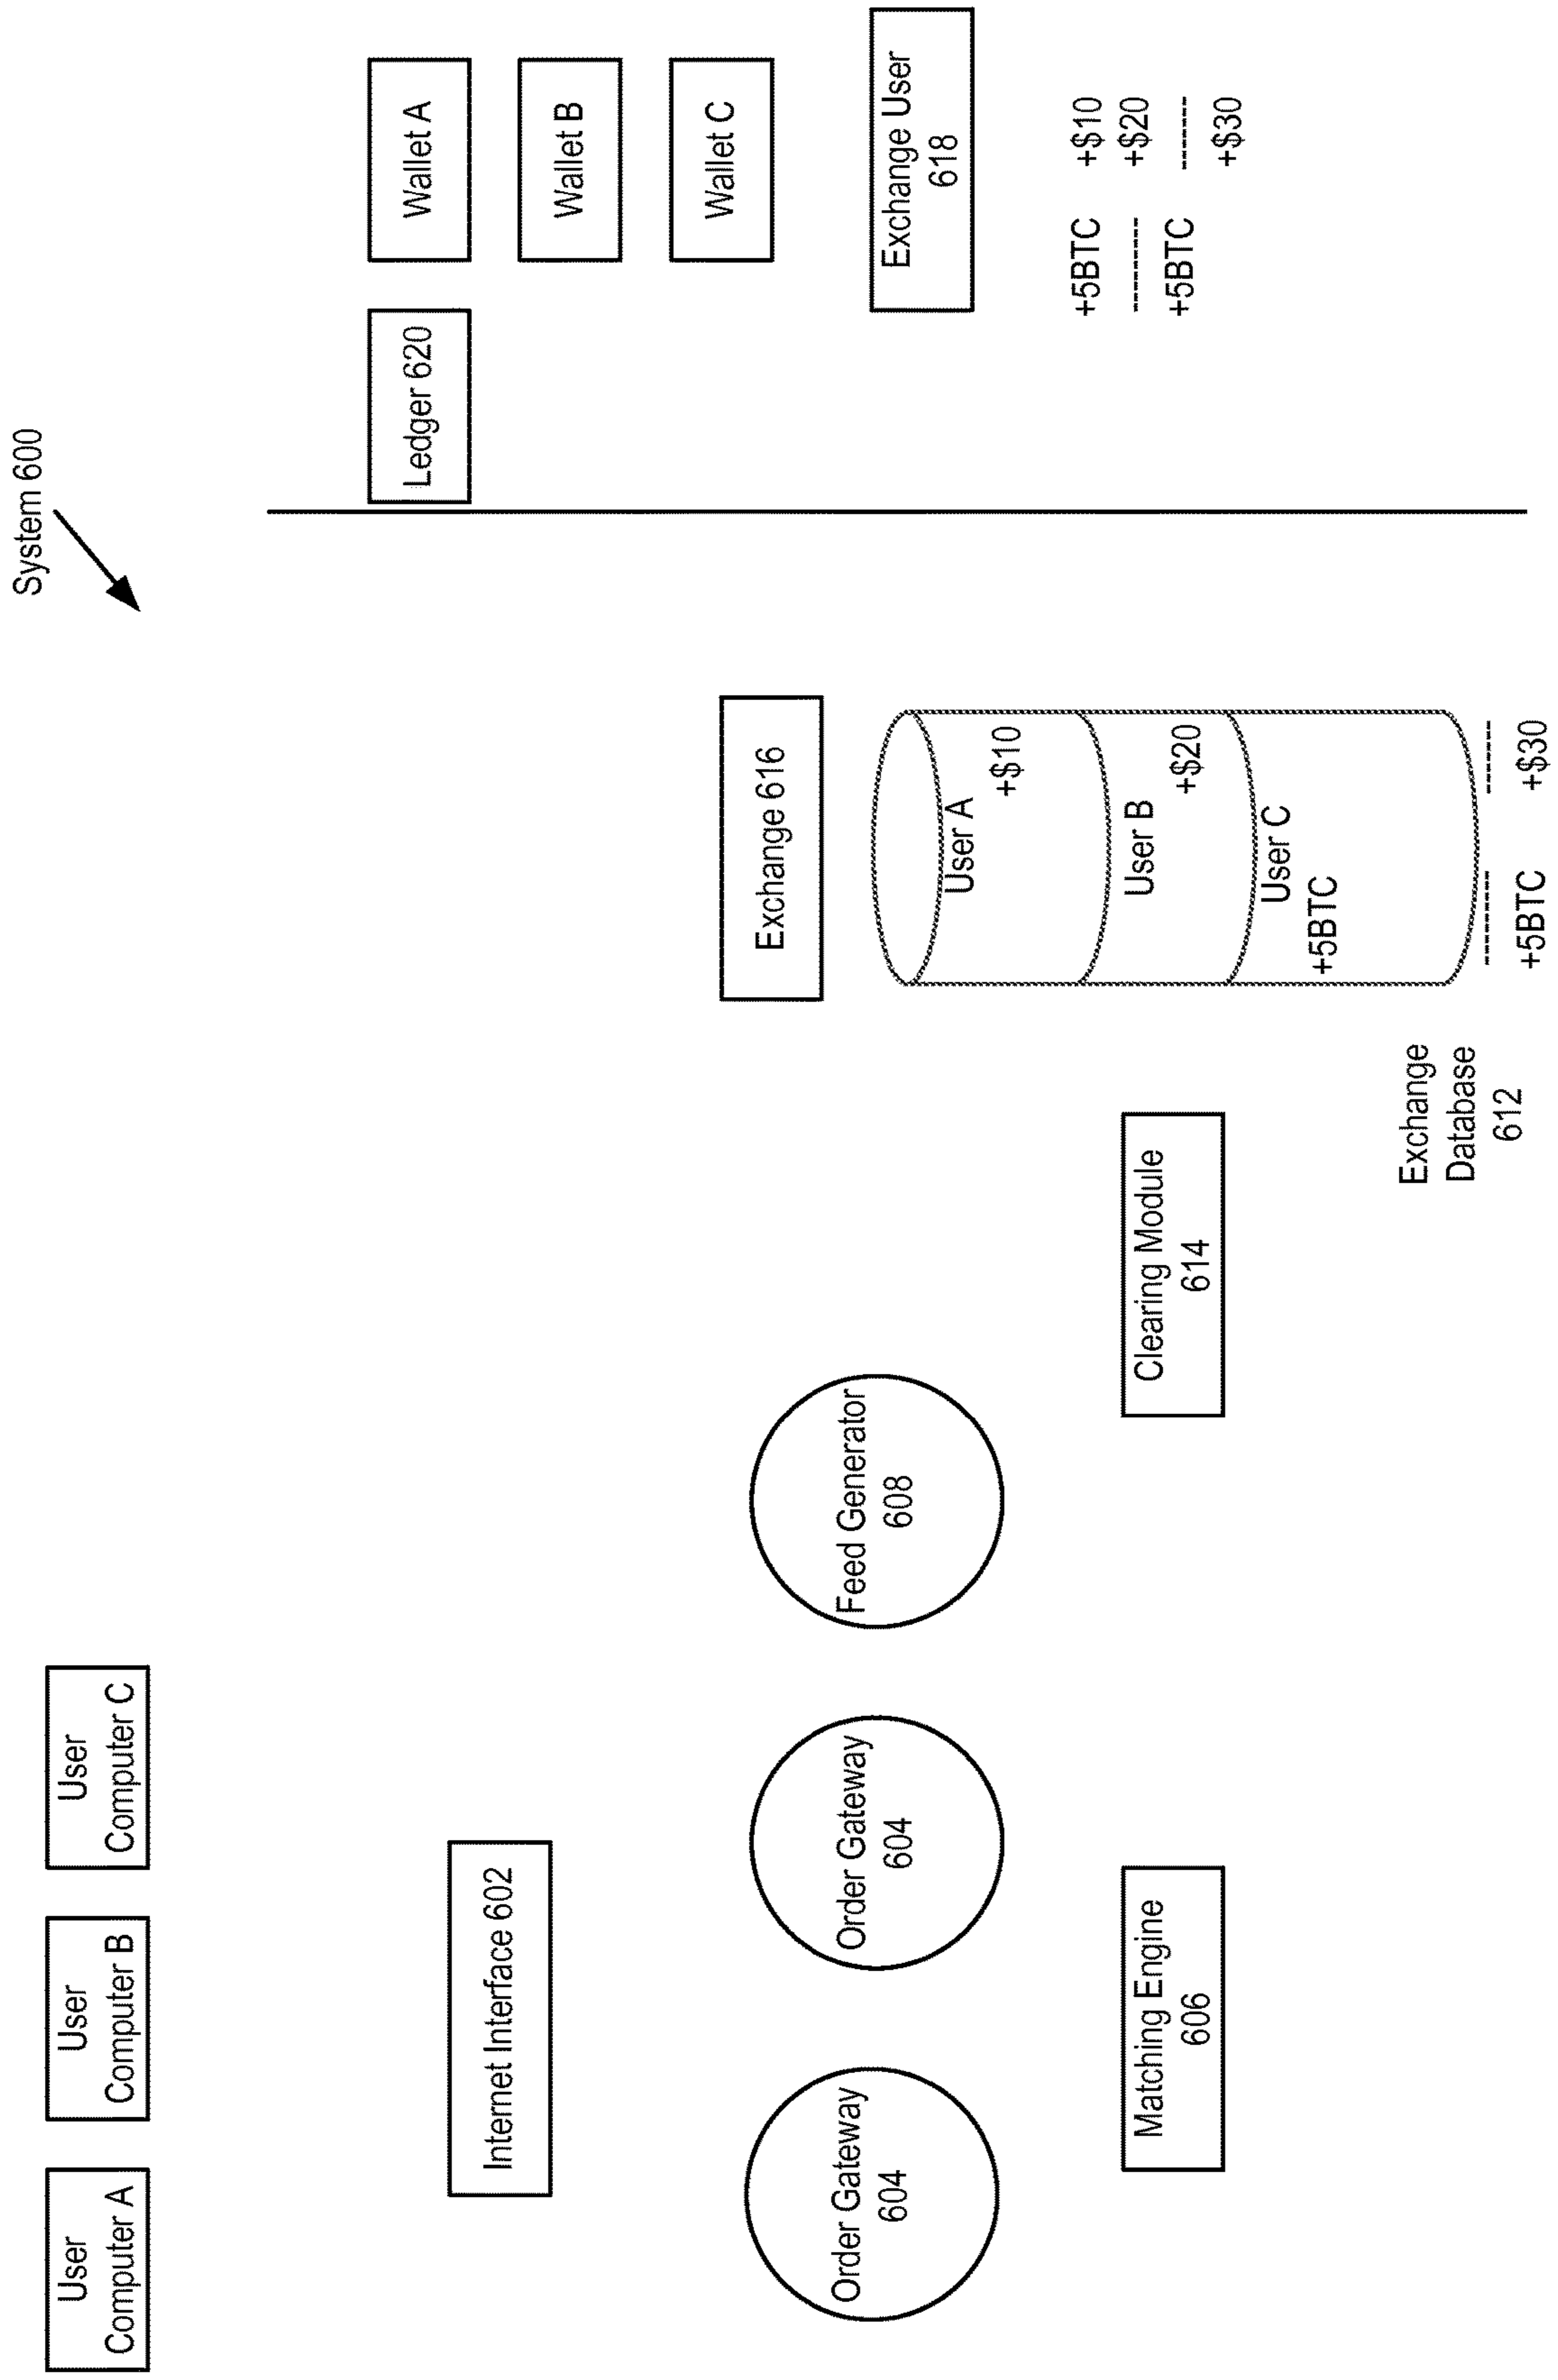 System 600
User
Computer A
User
Computer B
User
Computer C
Internet Interface 602
Order Gateway
604
Order Gateway
604
Feed Generator
608
Matching Engine
606
Clearing Module
614
Exchange 616
User A
+$10
User B
+$20
User C
+5BTC
-------
-------
+5BTC
+$30
Exchange
Database
612
Ledger 620
Wallet A
Wallet B
Wallet C
Exchange User
618
+5BTC
+$10
-------
+$20
+5BTC
-------
+$30